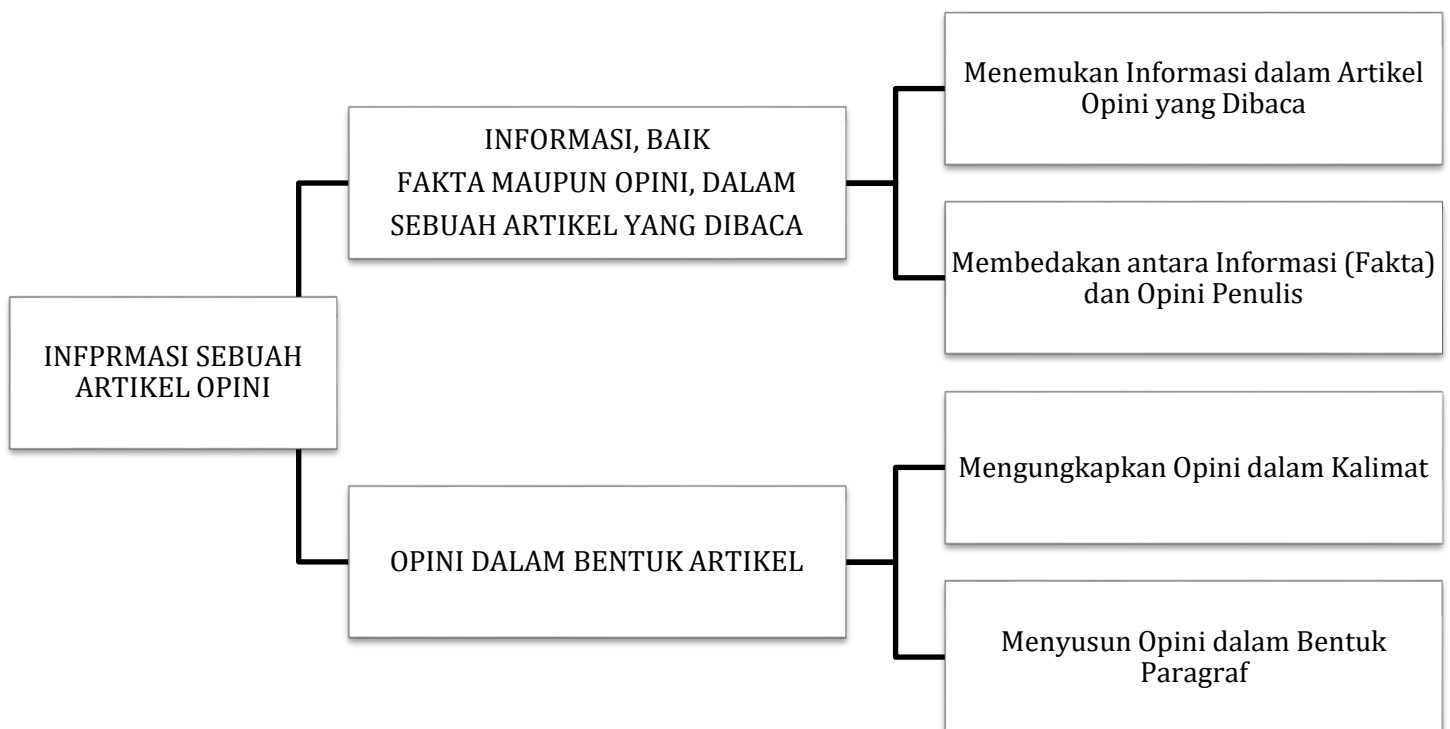 Menemukan Informasi dalam Artikel
Opini yang Dibaca
INFORMASI, BAIK
FAKTA MAUPUN OPINI, DALAM
SEBUAH ARTIKEL YANG DIBACA
Membedakan antara Informasi (Fakta)
dan Opini Penulis
INFPRMASI SEBUAH
ARTIKEL OPINI
Mengungkapkan Opini dalam Kalimat
OPINI DALAM BENTUK ARTIKEL
Menyusun Opini dalam Bentuk
Paragraf